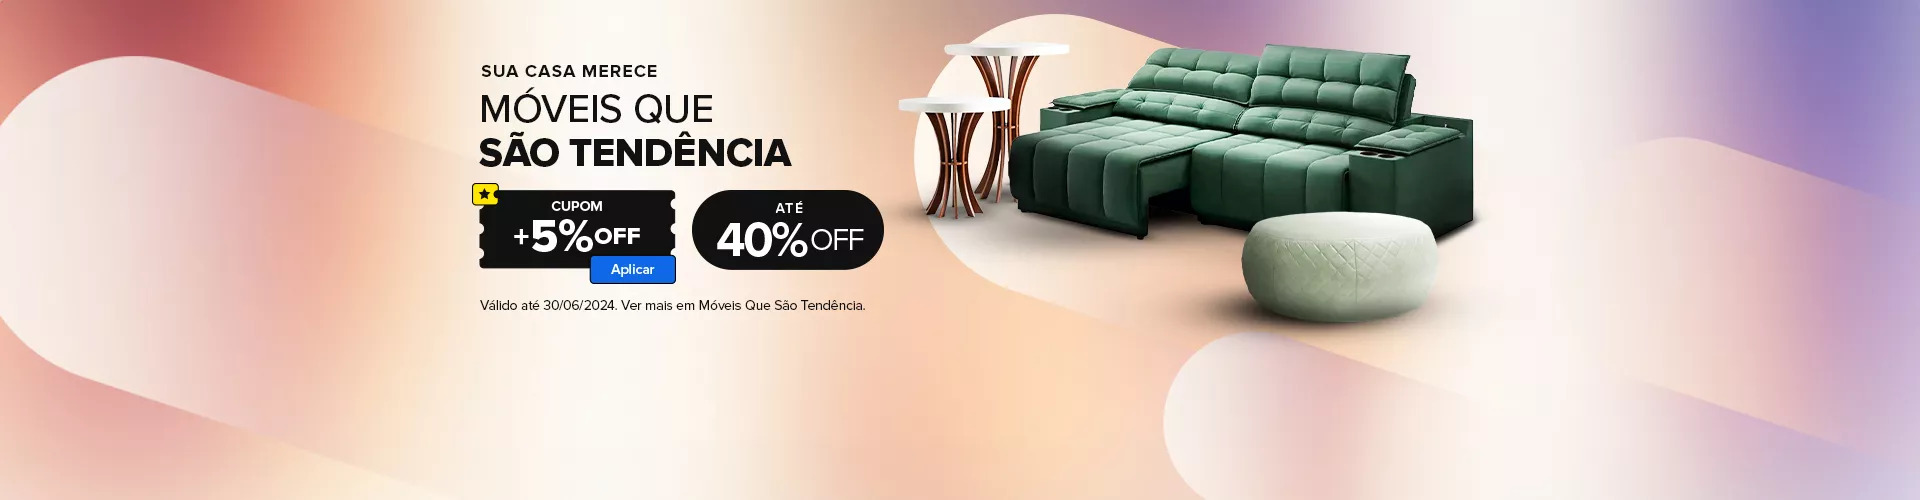 SUA CASA MERECE
MÓVEIS QUE
SÃO TENDÊNCIA
CUPOM
+5%OFF
Aplicar
ATÉ
40%OFF
Válido até 30/06/2024. Ver mais em Móveis Que São Tendência.